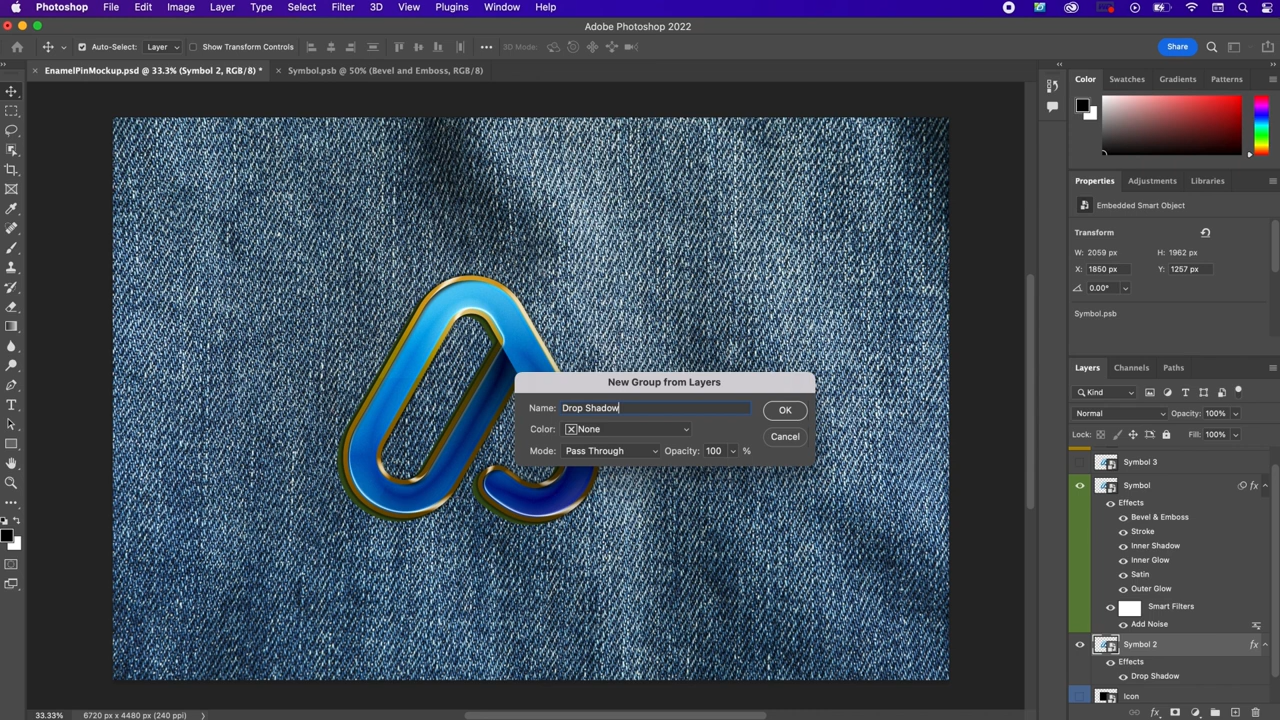 Photoshop File Edit Image Layer Type Select Filter 3D View Plugins Window Help
Adobe Photoshop 2022
Auto-Select: Layer Show Transform Controls 3D Mode: Share
EnamelPinMockup.psd @ 33.3% (Symbol 2, RGB/8) * Symbol.psb @ 50% (Bevel and Emboss, RGB/8)
Color Swatches Gradients Patterns
Properties Adjustments Libraries
Embedded Smart Object
Transform
W: 2059 px H: 1962 px
X: 1850 px Y: 1257 px
0.00°
Symbol.psb
New Group from Layers
Name: Drop Shadow
OK
Color: None
Cancel
Mode: Pass Through Opacity: 100 %
Layers Channels Paths
Kind
Normal Opacity: 100%
Lock: Fill: 100%
Symbol 3
Symbol fx
Effects
Bevel & Emboss
Stroke
Inner Shadow
Inner Glow
Satin
Outer Glow
Smart Filters
Add Noise
Symbol 2 fx
Effects
Drop Shadow
Icon
fx
33.33% 6720 px x 4480 px (240 ppi)